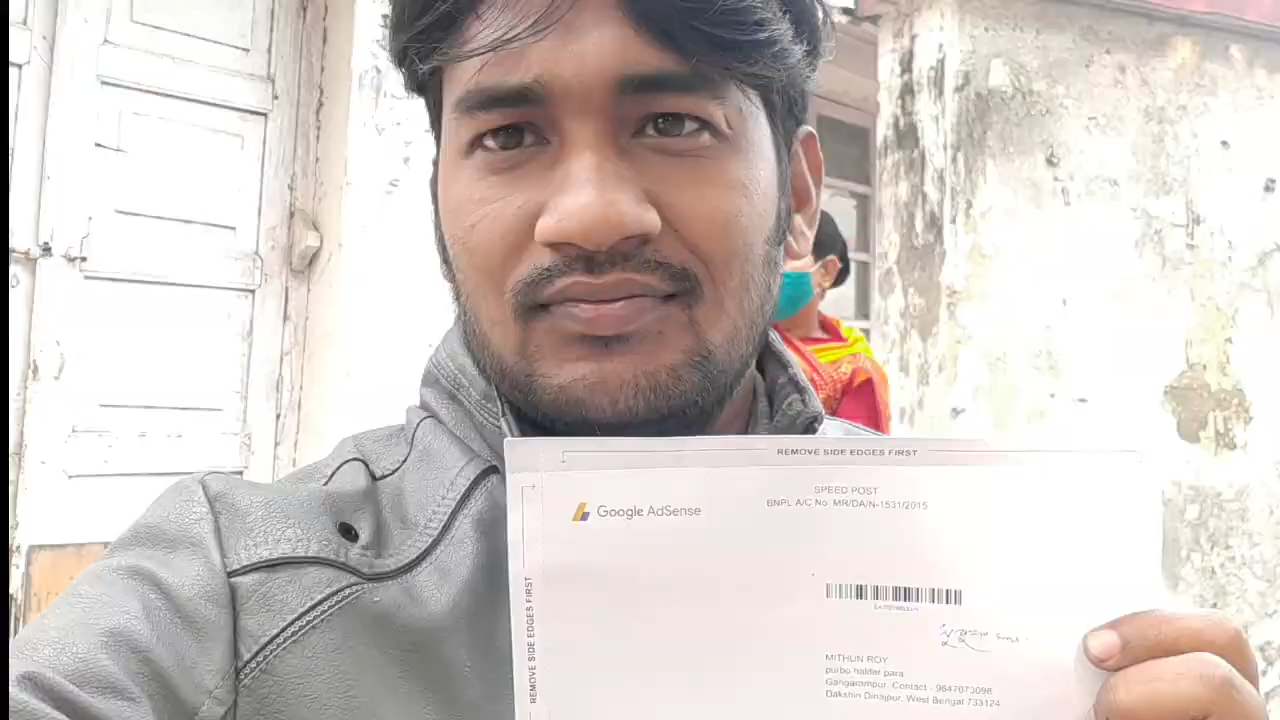 REMOVE SIDE EDGES FIRST
SPEED POST
BNPL A/C No. MR/DA/N-1531/2015
Google AdSense
REMOVE SIDE EDGES FIRST
MITHUN ROY
purbo haldar para
Gangarampur, Contact - 9647073096
Dakshin Dinajpur, West Bengal 733124